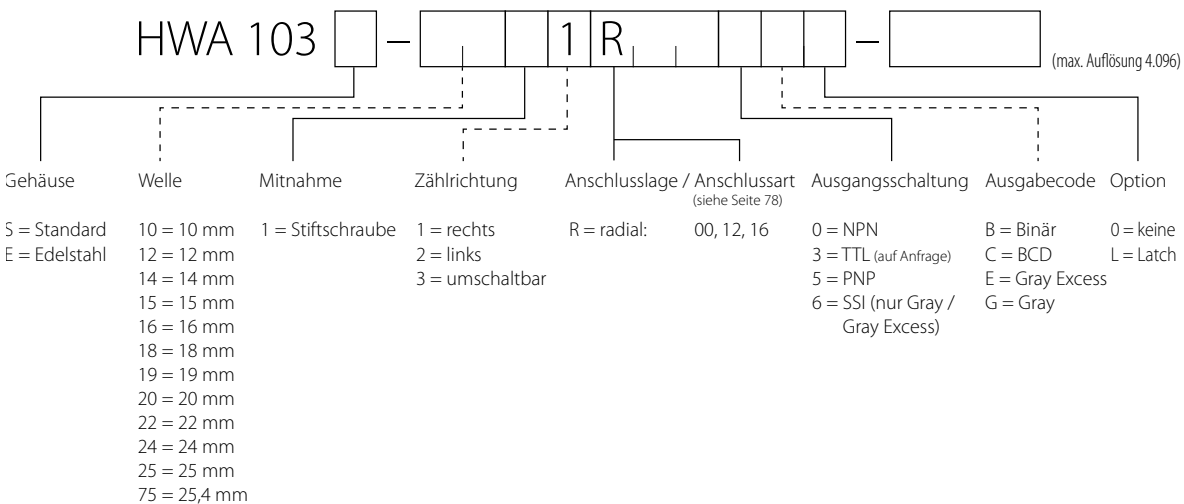 HWA 103 – 1 R – (max. Auflösung 4.096)
Gehäuse Welle Mitnahme Zählrichtung Anschlusslage / Anschlussart Ausgangsschaltung Ausgabecode Option
(siehe Seite 78)
S = Standard 10 = 10 mm 1 = Stiftschraube 1 = rechts R = radial: 00, 12, 16 0 = NPN B = Binär 0 = keine
E = Edelstahl 12 = 12 mm 2 = links 3 = TTL (auf Anfrage) C = BCD L = Latch
14 = 14 mm 3 = umschaltbar 5 = PNP E = Gray Excess
15 = 15 mm 6 = SSI (nur Gray / G = Gray
16 = 16 mm Gray Excess)
18 = 18 mm
19 = 19 mm
20 = 20 mm
22 = 22 mm
24 = 24 mm
25 = 25 mm
75 = 25,4 mm